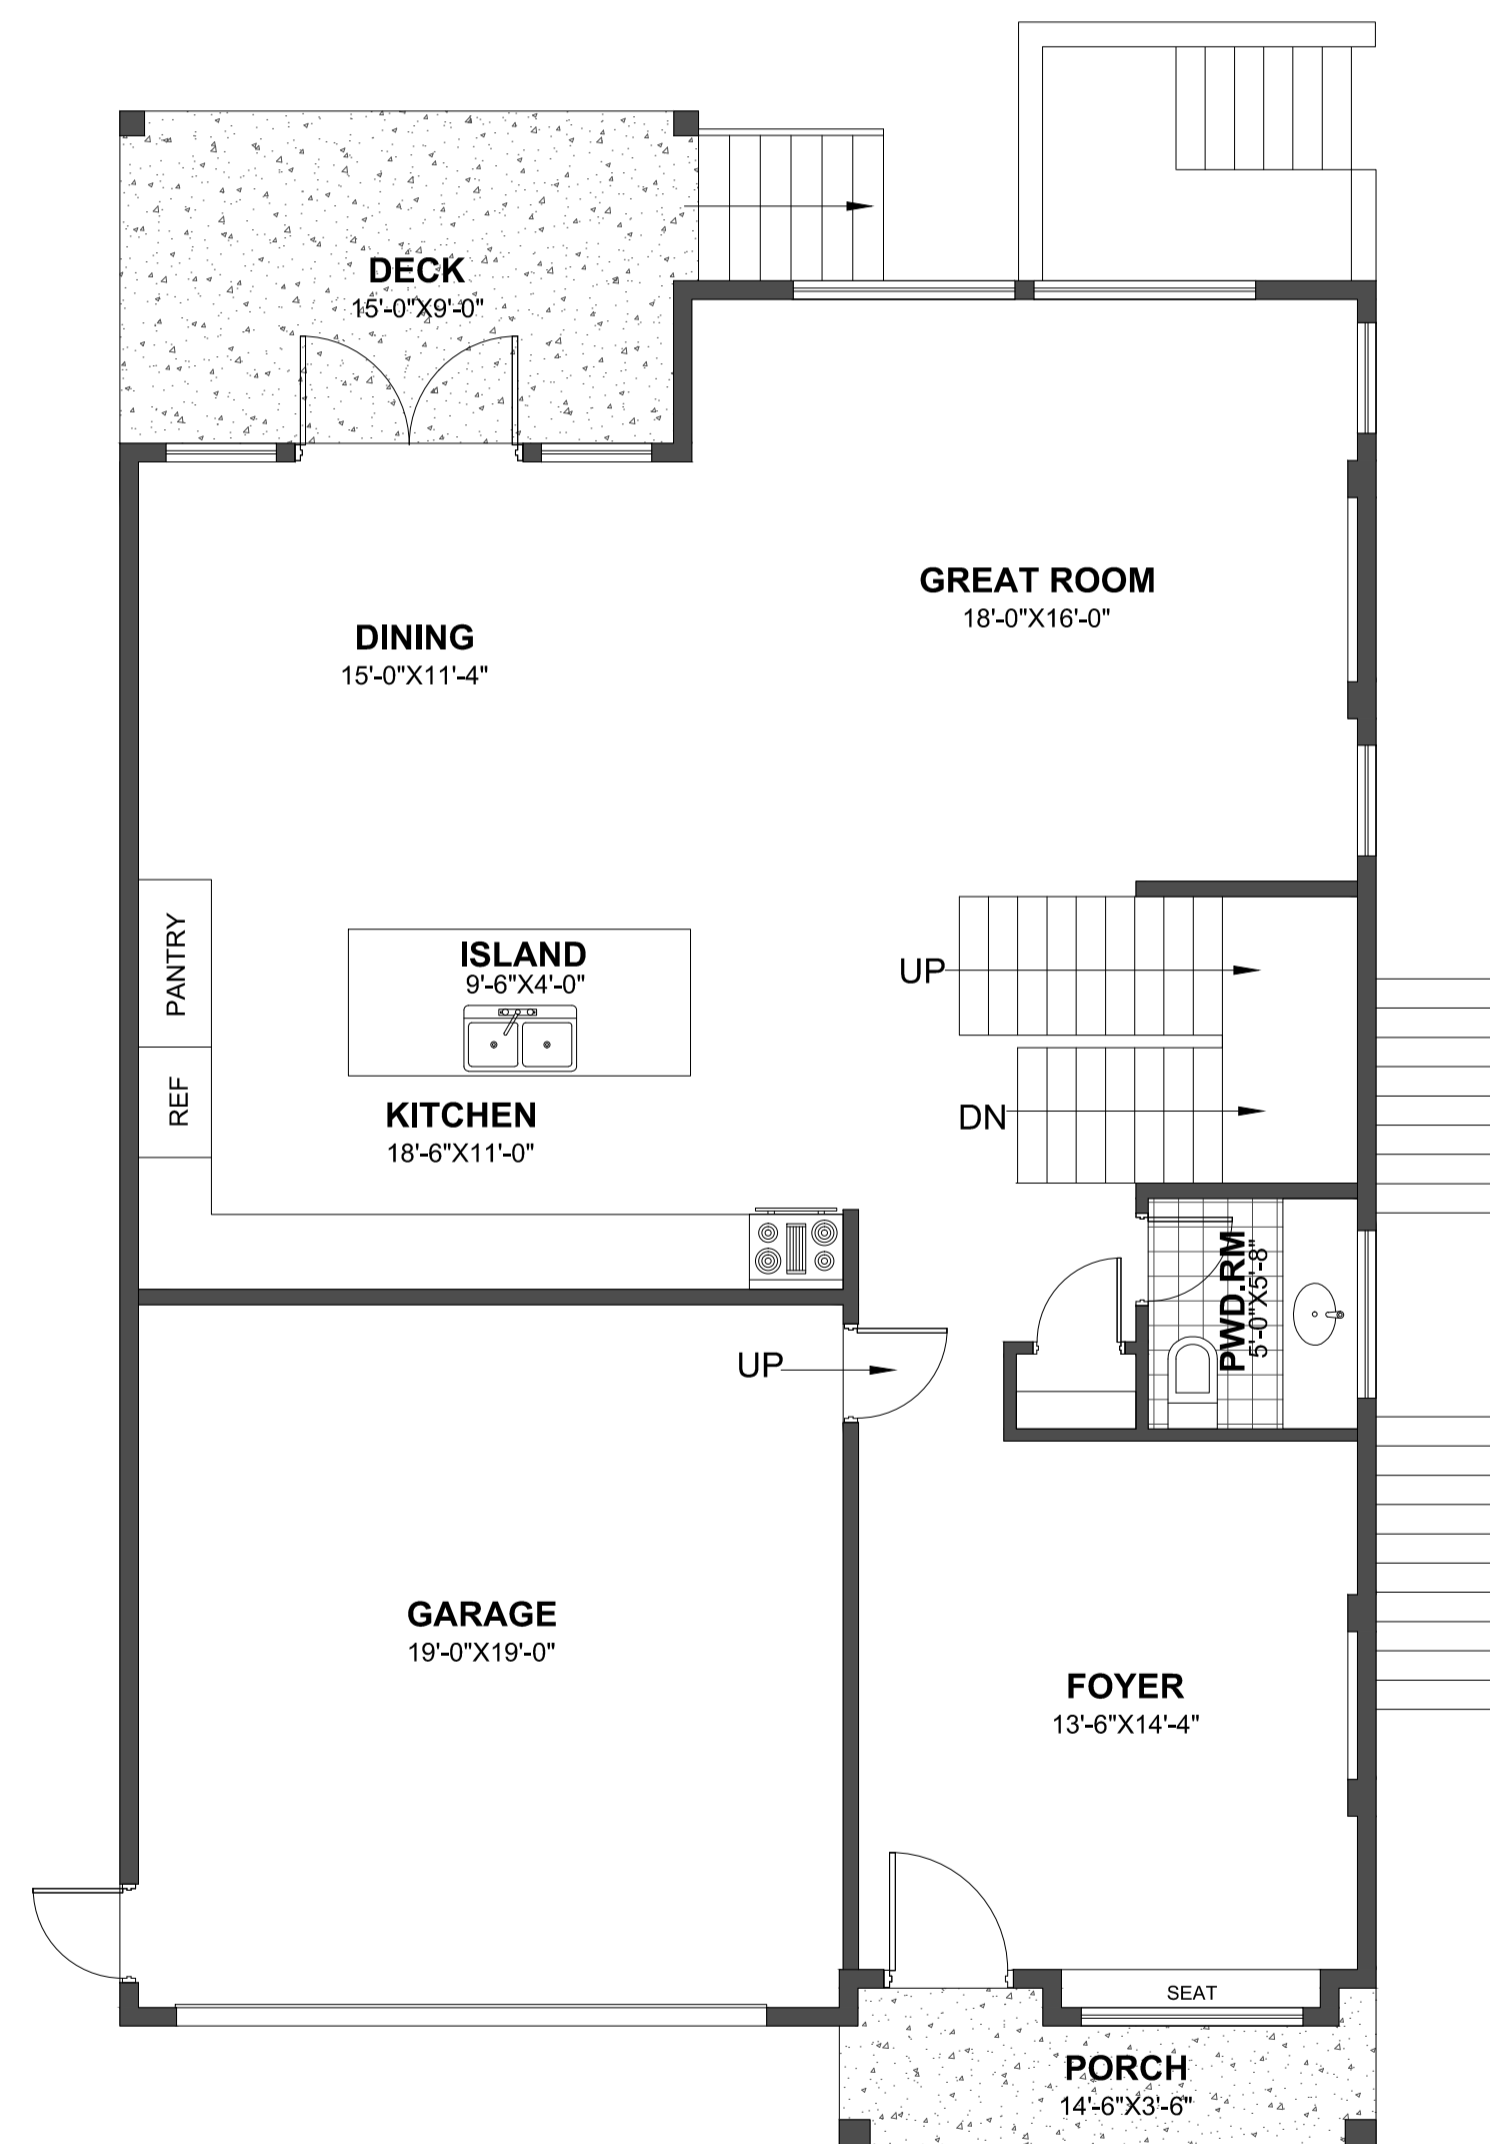 DECK
15'-0"X9'-0"
GREAT ROOM
18'-0"X16'-0"
DINING
15'-0"X11'-4"
PANTRY
ISLAND
9'-6"X4'-0"
UP
REF
KITCHEN
18'-6"X11'-0"
DN
PWD.RM
5'-0"X5'-8"
UP
GARAGE
19'-0"X19'-0"
FOYER
13'-6"X14'-4"
SEAT
PORCH
14'-6"X3'-6"